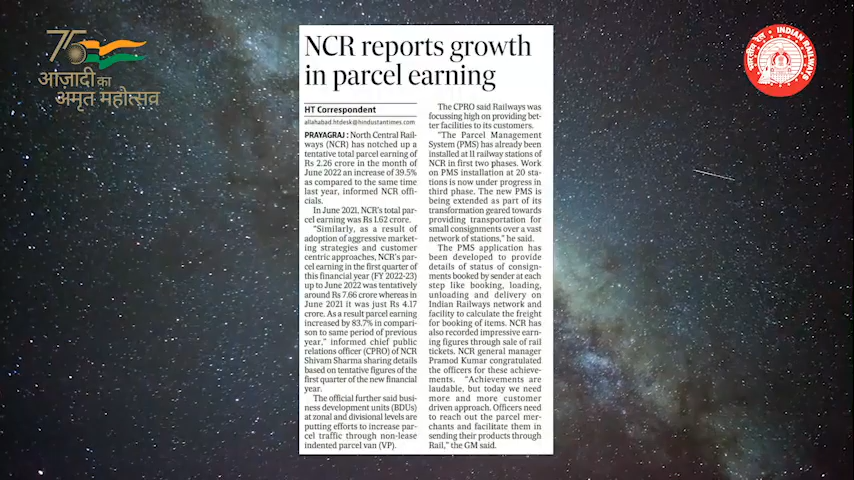 75
आज़ादी का
अमृत महोत्सव
INDIAN RAILWAYS
भारतीय रेल
NCR reports growth
in parcel earning
HT Correspondent
allahabad.htdesk@hindustantimes.com
PRAYAGRAJ : North Central Rail-
ways (NCR) has notched up a
tentative total parcel earning of
Rs 2.26 crore in the month of
June 2022 an increase of 39.5%
as compared to the same time
last year, informed NCR offi-
cials.
In June 2021, NCR's total par-
cel earning was Rs 1.62 crore.
"Similarly, as a result of
adoption of aggressive market-
ing strategies and customer
centric approaches, NCR's par-
cel earning in the first quarter of
this financial year (FY 2022-23)
up to June 2022 was tentatively
around Rs 7.66 crore whereas in
June 2021 it was just Rs 4.17
crore. As a result parcel earning
increased by 83.7% in compari-
son to same period of previous
year," informed chief public
relations officer (CPRO) of NCR
Shivam Sharma sharing details
based on tentative figures of the
first quarter of the new financial
year.
The official further said busi-
ness development units (BDUs)
at zonal and divisional levels are
putting efforts to increase par-
cel traffic through non-lease
indented parcel van (VP).
The CPRO said Railways was
focussing high on providing bet-
ter facilities to its customers.
"The Parcel Management
System (PMS) has already been
installed at 11 railway stations of
NCR in first two phases. Work
on PMS installation at 20 sta-
tions is now under progress in
third phase. The new PMS is
being extended as part of its
transformation geared towards
providing transportation for
small consignments over a vast
network of stations," he said.
The PMS application has
been developed to provide
details of status of consign-
ments booked by sender at each
step like booking, loading,
unloading and delivery on
Indian Railways network and
facility to calculate the freight
for booking of items. NCR has
also recorded impressive earn-
ing figures through sale of rail
tickets. NCR general manager
Pramod Kumar congratulated
the officers for these achieve-
ments. "Achievements are
laudable, but today we need
more and more customer
driven approach. Officers need
to reach out the parcel mer-
chants and facilitate them in
sending their products through
Rail," the GM said.